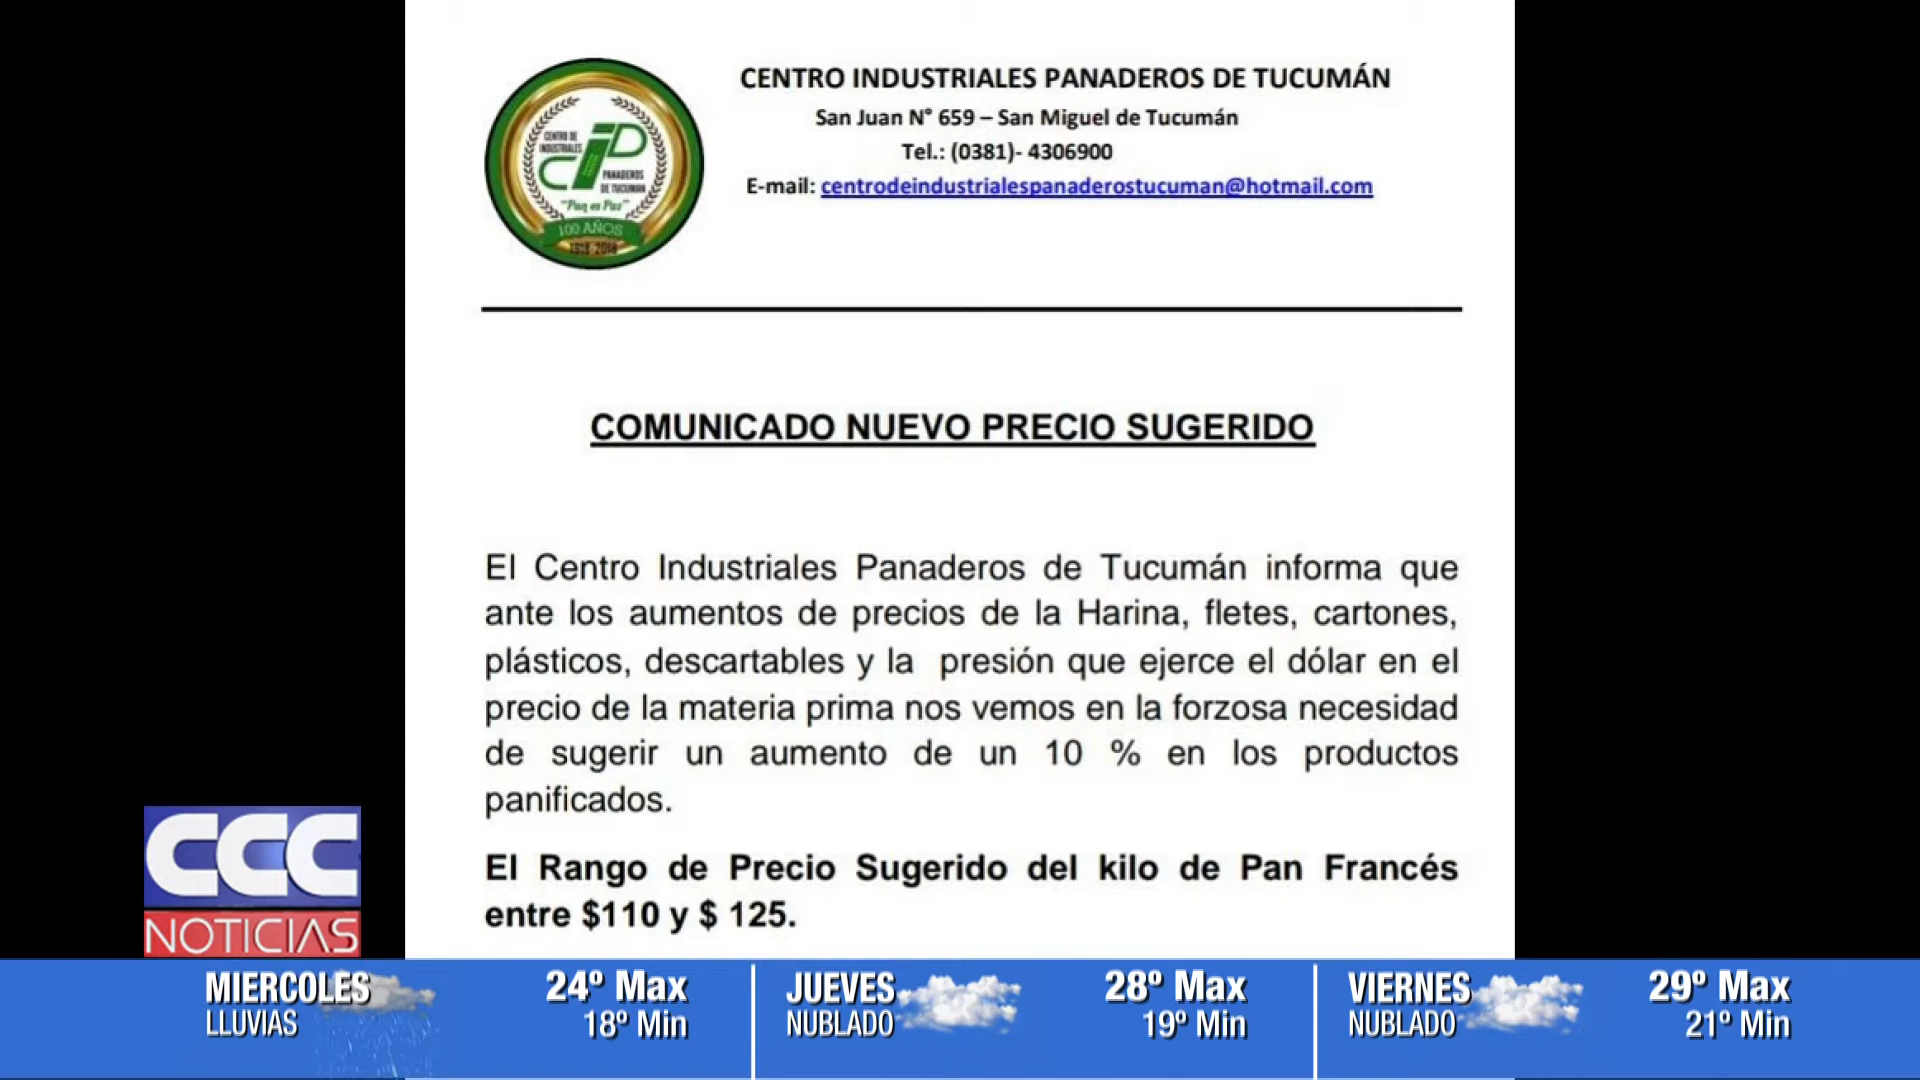 CENTRO INDUSTRIALES PANADEROS DE TUCUMÁN
San Juan N° 659 – San Miguel de Tucumán
Tel.: (0381)- 4306900
E-mail: centrodeindustrialespanaderostucuman@hotmail.com
CENTRO DE
INDUSTRIALES
CIP
PANADEROS
DE TUCUMAN
"Pan es Paz"
100 AÑOS
1918-2018
COMUNICADO NUEVO PRECIO SUGERIDO
El Centro Industriales Panaderos de Tucumán informa que
ante los aumentos de precios de la Harina, fletes, cartones,
plásticos, descartables y la presión que ejerce el dólar en el
precio de la materia prima nos vemos en la forzosa necesidad
de sugerir un aumento de un 10 % en los productos
panificados.
El Rango de Precio Sugerido del kilo de Pan Francés
entre $110 y $ 125.
CCC
NOTICIAS
MIERCOLES 24º Max
LLUVIAS 18º Min
JUEVES 28º Max
NUBLADO 19º Min
VIERNES 29º Max
NUBLADO 21º Min